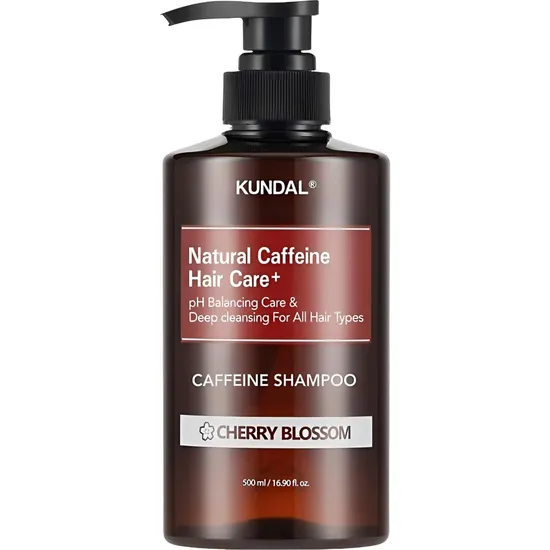 KUNDAL®
Natural Caffeine
Hair Care+
pH Balancing Care &
Deep cleansing For All Hair Types
CAFFEINE SHAMPOO
CHERRY BLOSSOM
500 ml / 16.90 fl. oz.